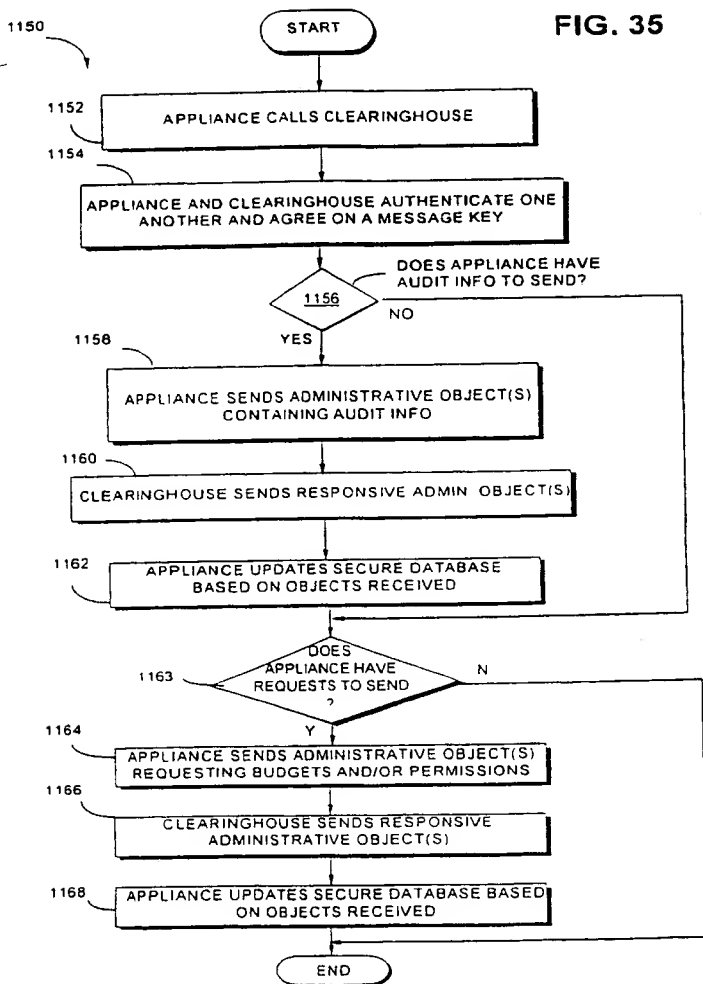 FIG. 35
1150
START
1152
APPLIANCE CALLS CLEARINGHOUSE
1154
APPLIANCE AND CLEARINGHOUSE AUTHENTICATE ONE
ANOTHER AND AGREE ON A MESSAGE KEY
DOES APPLIANCE HAVE
AUDIT INFO TO SEND?
1156
NO
YES
1158
APPLIANCE SENDS ADMINISTRATIVE OBJECT(S)
CONTAINING AUDIT INFO
1160
CLEARINGHOUSE SENDS RESPONSIVE ADMIN OBJECT(S)
1162
APPLIANCE UPDATES SECURE DATABASE
BASED ON OBJECTS RECEIVED
DOES
APPLIANCE HAVE
REQUESTS TO SEND
?
1163
N
Y
1164
APPLIANCE SENDS ADMINISTRATIVE OBJECT(S)
REQUESTING BUDGETS AND/OR PERMISSIONS
1166
CLEARINGHOUSE SENDS RESPONSIVE
ADMINISTRATIVE OBJECT(S)
1168
APPLIANCE UPDATES SECURE DATABASE BASED
ON OBJECTS RECEIVED
END